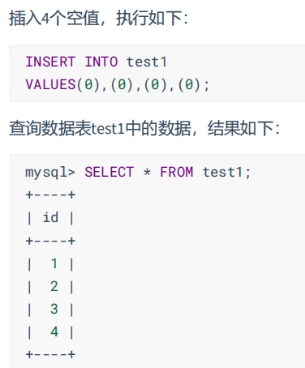 插入4个空值，执行如下：
INSERT INTO test1
VALUES(0),(0),(0),(0);
查询数据表test1中的数据，结果如下：
mysql> SELECT * FROM test1;
+----+
| id |
+----+
|  1 |
|  2 |
|  3 |
|  4 |
+----+